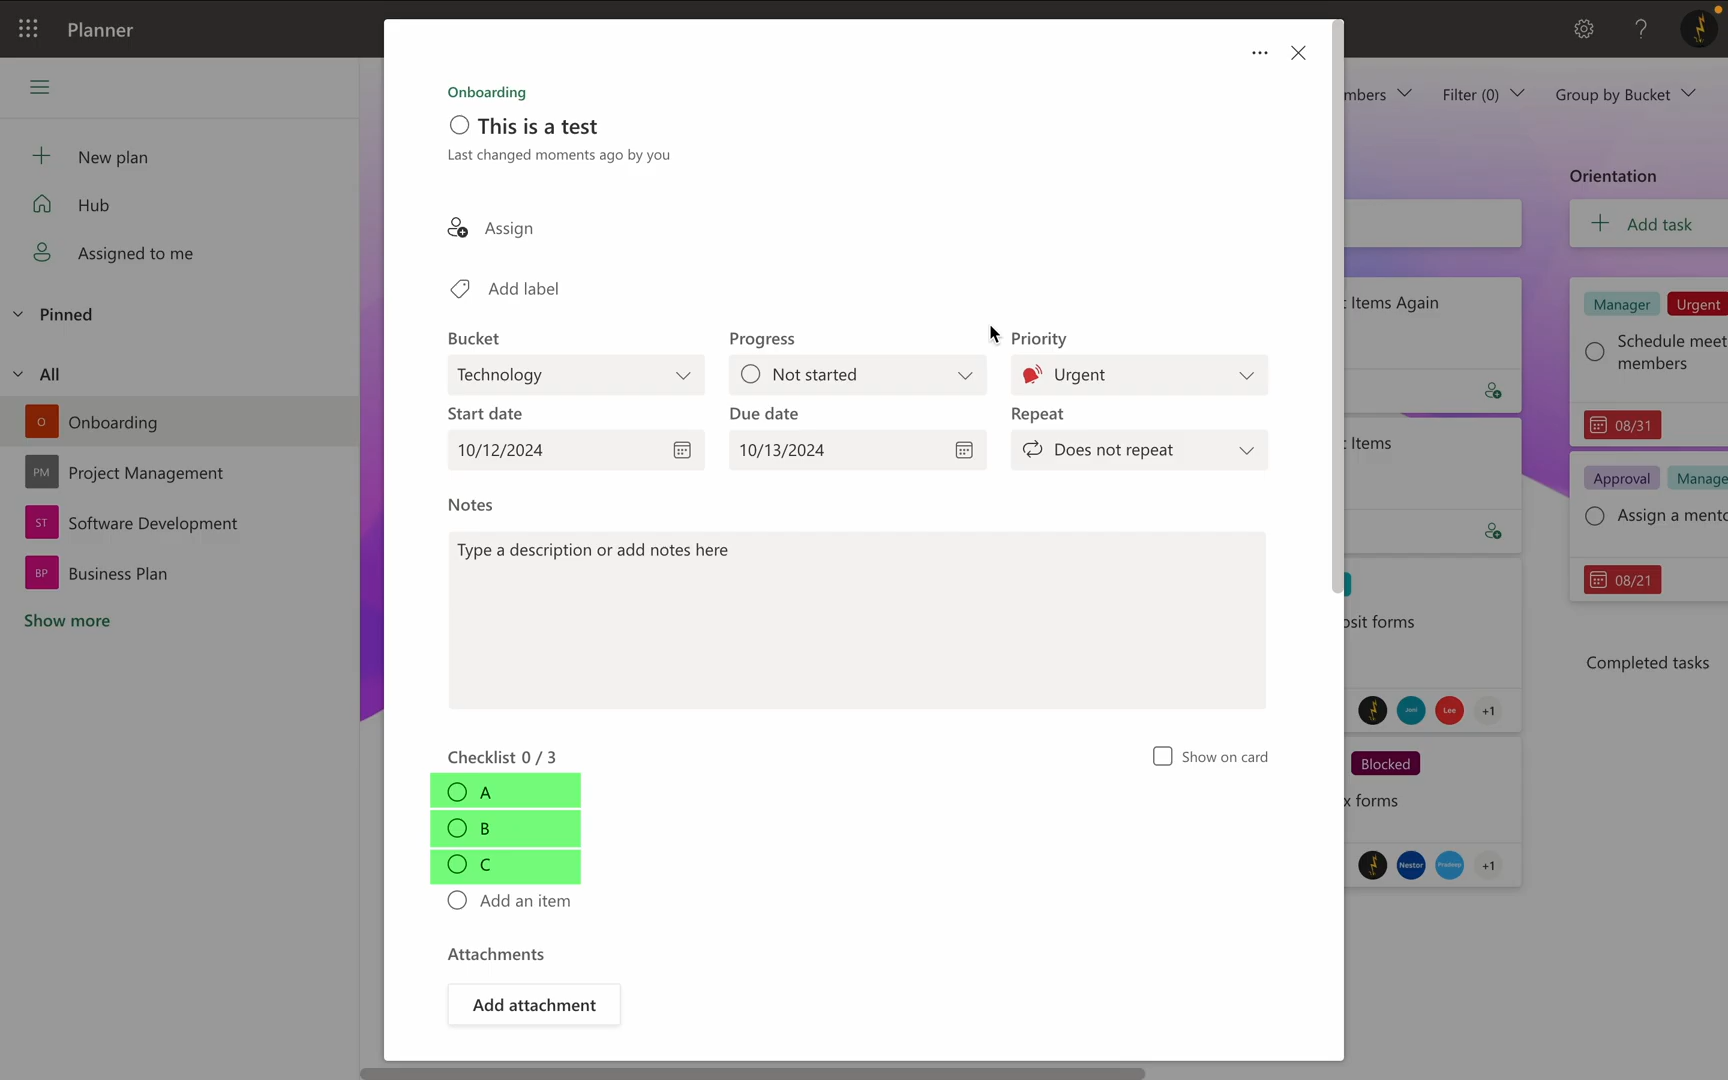 Planner
New plan
Hub
Assigned to me
Pinned
All
O Onboarding
PM Project Management
ST Software Development
BP Business Plan
Show more
Onboarding
This is a test
Last changed moments ago by you
Assign
Add label
Bucket Progress Priority
Technology Not started Urgent
Start date Due date Repeat
10/12/2024 10/13/2024 Does not repeat
Notes
Type a description or add notes here
Checklist 0 / 3 Show on card
A
B
C
Add an item
Attachments
Add attachment
mbers Filter (0) Group by Bucket
Items Again
Items
osit forms
Joni Lee +1
Blocked
x forms
Nestor Pradeep +1
Orientation
Add task
Manager Urgent
Schedule meet
members
08/31
Approval Manage
Assign a mento
08/21
Completed tasks